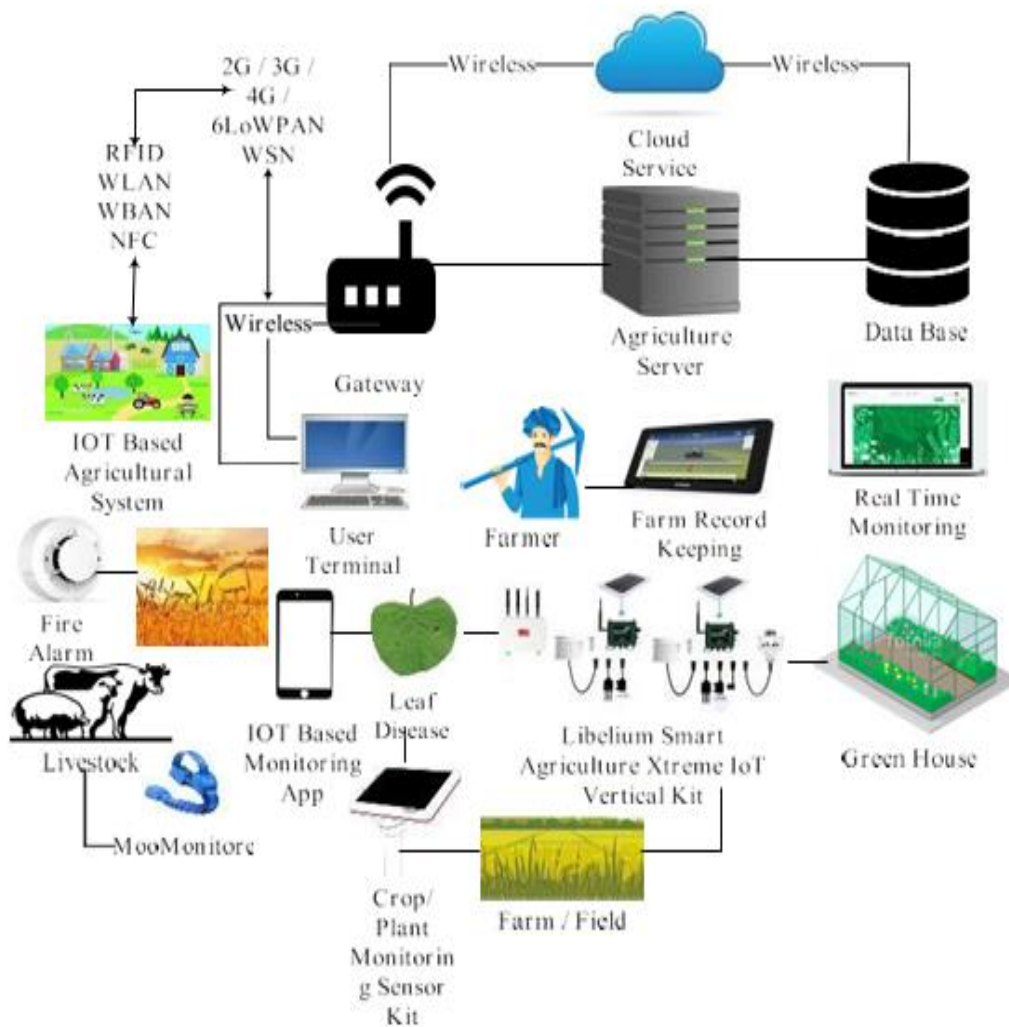 2G / 3G /
4G /
6LoWPAN
WSN
Wireless
Wireless
Cloud
Service
RFID
WLAN
WBAN
NFC
Wireless
Gateway
Agriculture
Server
Data Base
IOT Based
Agricultural
System
User
Terminal
Farmer
Farm Record
Keeping
Real Time
Monitoring
Fire
Alarm
Livestock
MooMonitorc
IOT Based
Monitoring
App
Leaf
Disease
Libelium Smart
Agriculture Xtreme IoT
Vertical Kit
Green House
Crop/
Plant
Monitorin
g Sensor
Kit
Farm / Field